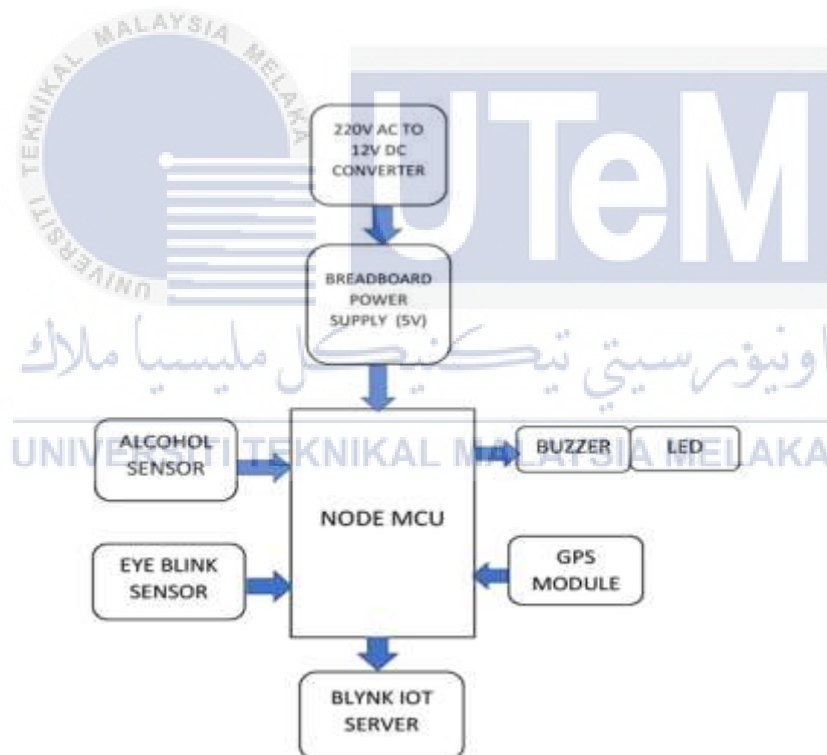 UNIVERSITI TEKNIKAL MALAYSIA MELAKA
UTeM
220V AC TO
12V DC
CONVERTER
BREADBOARD
POWER
SUPPLY (5V)
اونيۏرسيتي تيكنيكل مليسيا ملاك
UNIVERSITI TEKNIKAL MALAYSIA MELAKA
ALCOHOL
SENSOR
BUZZER
LED
NODE MCU
EYE BLINK
SENSOR
GPS
MODULE
BLYNK IOT
SERVER